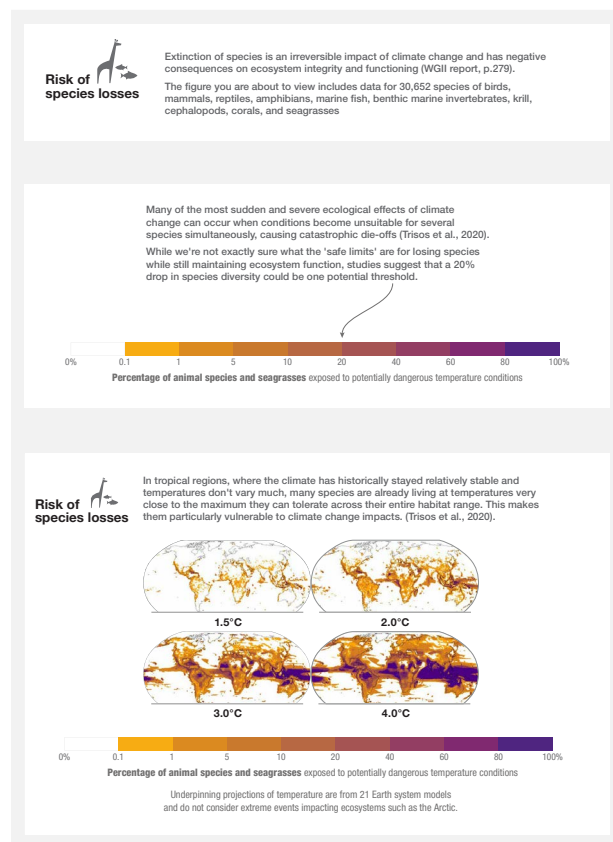 Risk of
species losses
Extinction of species is an irreversible impact of climate change and has negative
consequences on ecosystem integrity and functioning (WGII report, p.279).
The figure you are about to view includes data for 30,652 species of birds,
mammals, reptiles, amphibians, marine fish, benthic marine invertebrates, krill,
cephalopods, corals, and seagrasses
Many of the most sudden and severe ecological effects of climate
change can occur when conditions become unsuitable for several
species simultaneously, causing catastrophic die-offs (Trisos et al., 2020).
While we're not exactly sure what the 'safe limits' are for losing species
while still maintaining ecosystem function, studies suggest that a 20%
drop in species diversity could be one potential threshold.
0% 0.1 1 5 10 20 40 60 80 100%
Percentage of animal species and seagrasses exposed to potentially dangerous temperature conditions
Risk of
species losses
In tropical regions, where the climate has historically stayed relatively stable and
temperatures don't vary much, many species are already living at temperatures very
close to the maximum they can tolerate across their entire habitat range. This makes
them particularly vulnerable to climate change impacts. (Trisos et al., 2020).
1.5°C 2.0°C
3.0°C 4.0°C
0% 0.1 1 5 10 20 40 60 80 100%
Percentage of animal species and seagrasses exposed to potentially dangerous temperature conditions
Underpinning projections of temperature are from 21 Earth system models
and do not consider extreme events impacting ecosystems such as the Arctic.